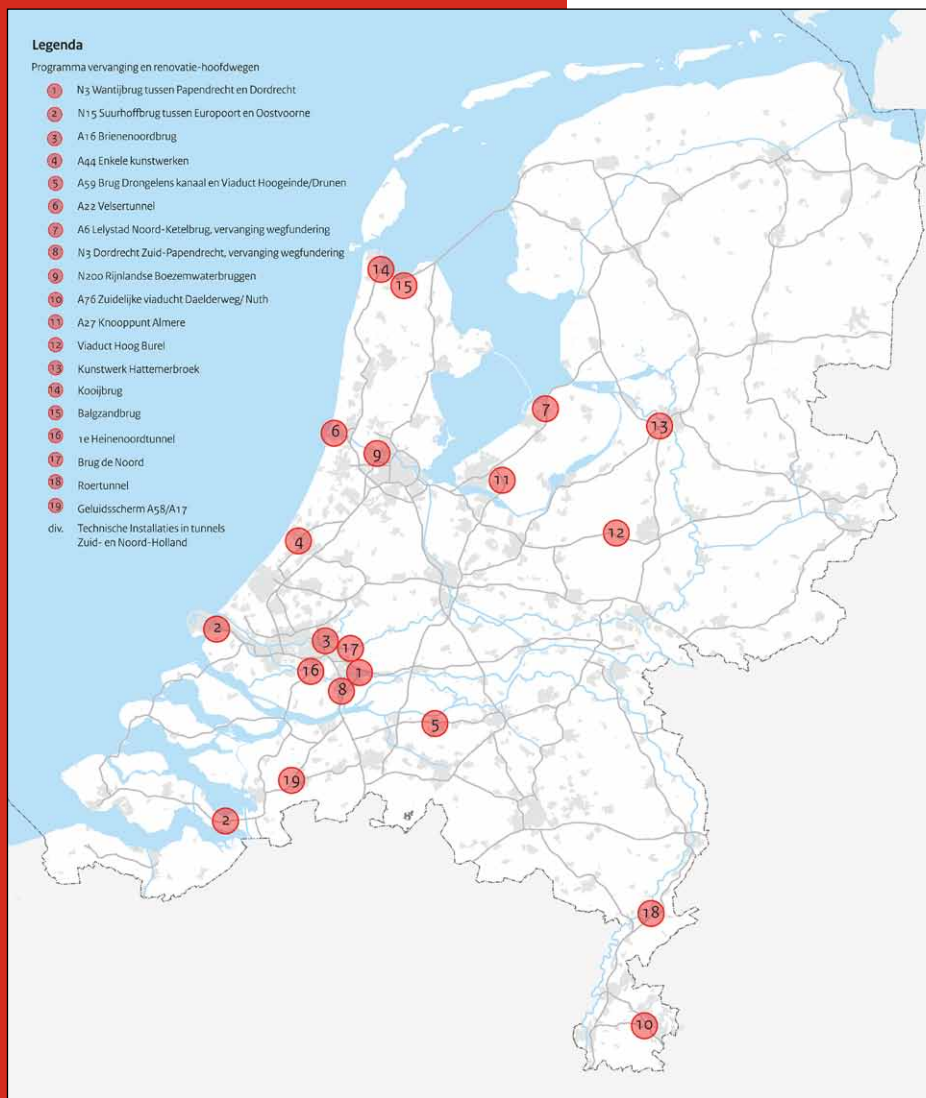 Legenda
Programma vervanging en renovatie-hoofdwegen
1 N3 Wantijbrug tussen Papendrecht en Dordrecht
2 N15 Suurhoffbrug tussen Europoort en Oostvoorne
3 A16 Brienenoordbrug
4 A44 Enkele kunstwerken
5 A59 Brug Drongelens kanaal en Viaduct Hoogeinde/Drunen
6 A22 Velsertunnel
7 A6 Lelystad Noord-Ketelbrug, vervanging wegfundering
8 N3 Dordrecht Zuid-Papendrecht, vervanging wegfundering
9 N200 Rijnlandse Boezemwaterbruggen
10 A76 Zuidelijke viaducht Daelderweg/ Nuth
11 A27 Knooppunt Almere
12 Viaduct Hoog Burel
13 Kunstwerk Hattemerbroek
14 Kooijbrug
15 Balgzandbrug
16 1e Heinenoordtunnel
17 Brug de Noord
18 Roertunnel
19 Geluidsscherm A58/A17
div. Technische Installaties in tunnels
Zuid- en Noord-Holland
14
15
7
13
6
9
11
12
4
2
3
17
16
1
8
5
19
2
18
10